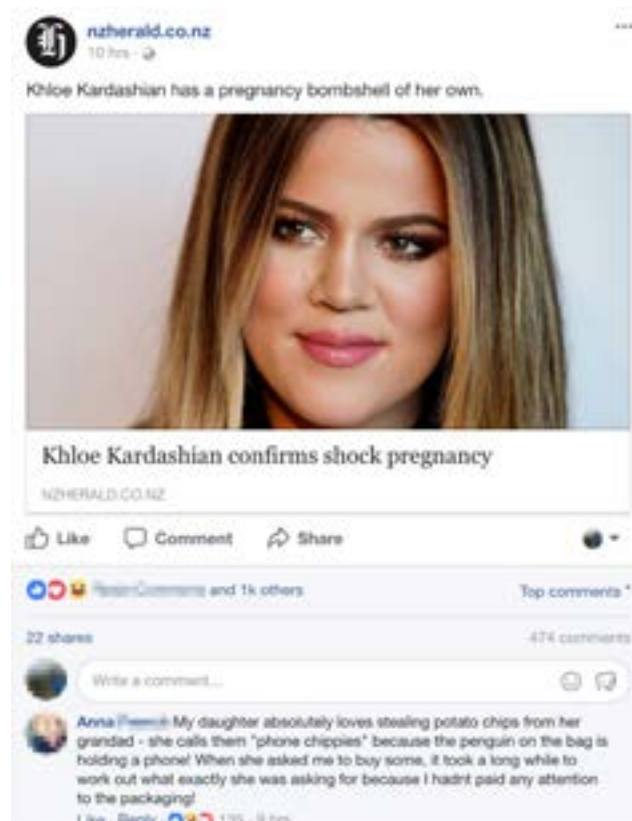 nzherald.co.nz
10 hrs ·
Khloe Kardashian has a pregnancy bombshell of her own.
Khloe Kardashian confirms shock pregnancy
NZHERALD.CO.NZ
Like Comment Share
and 1k others Top comments
22 shares 474 comments
Write a comment...
Anna My daughter absolutely loves stealing potato chips from her
grandad - she calls them "phone chippies" because the penguin on the bag is
holding a phone! When she asked me to buy some, it took a long while to
work out what exactly she was asking for because I hadnt paid any attention
to the packaging!
Like · Reply · 135 · 9 hrs